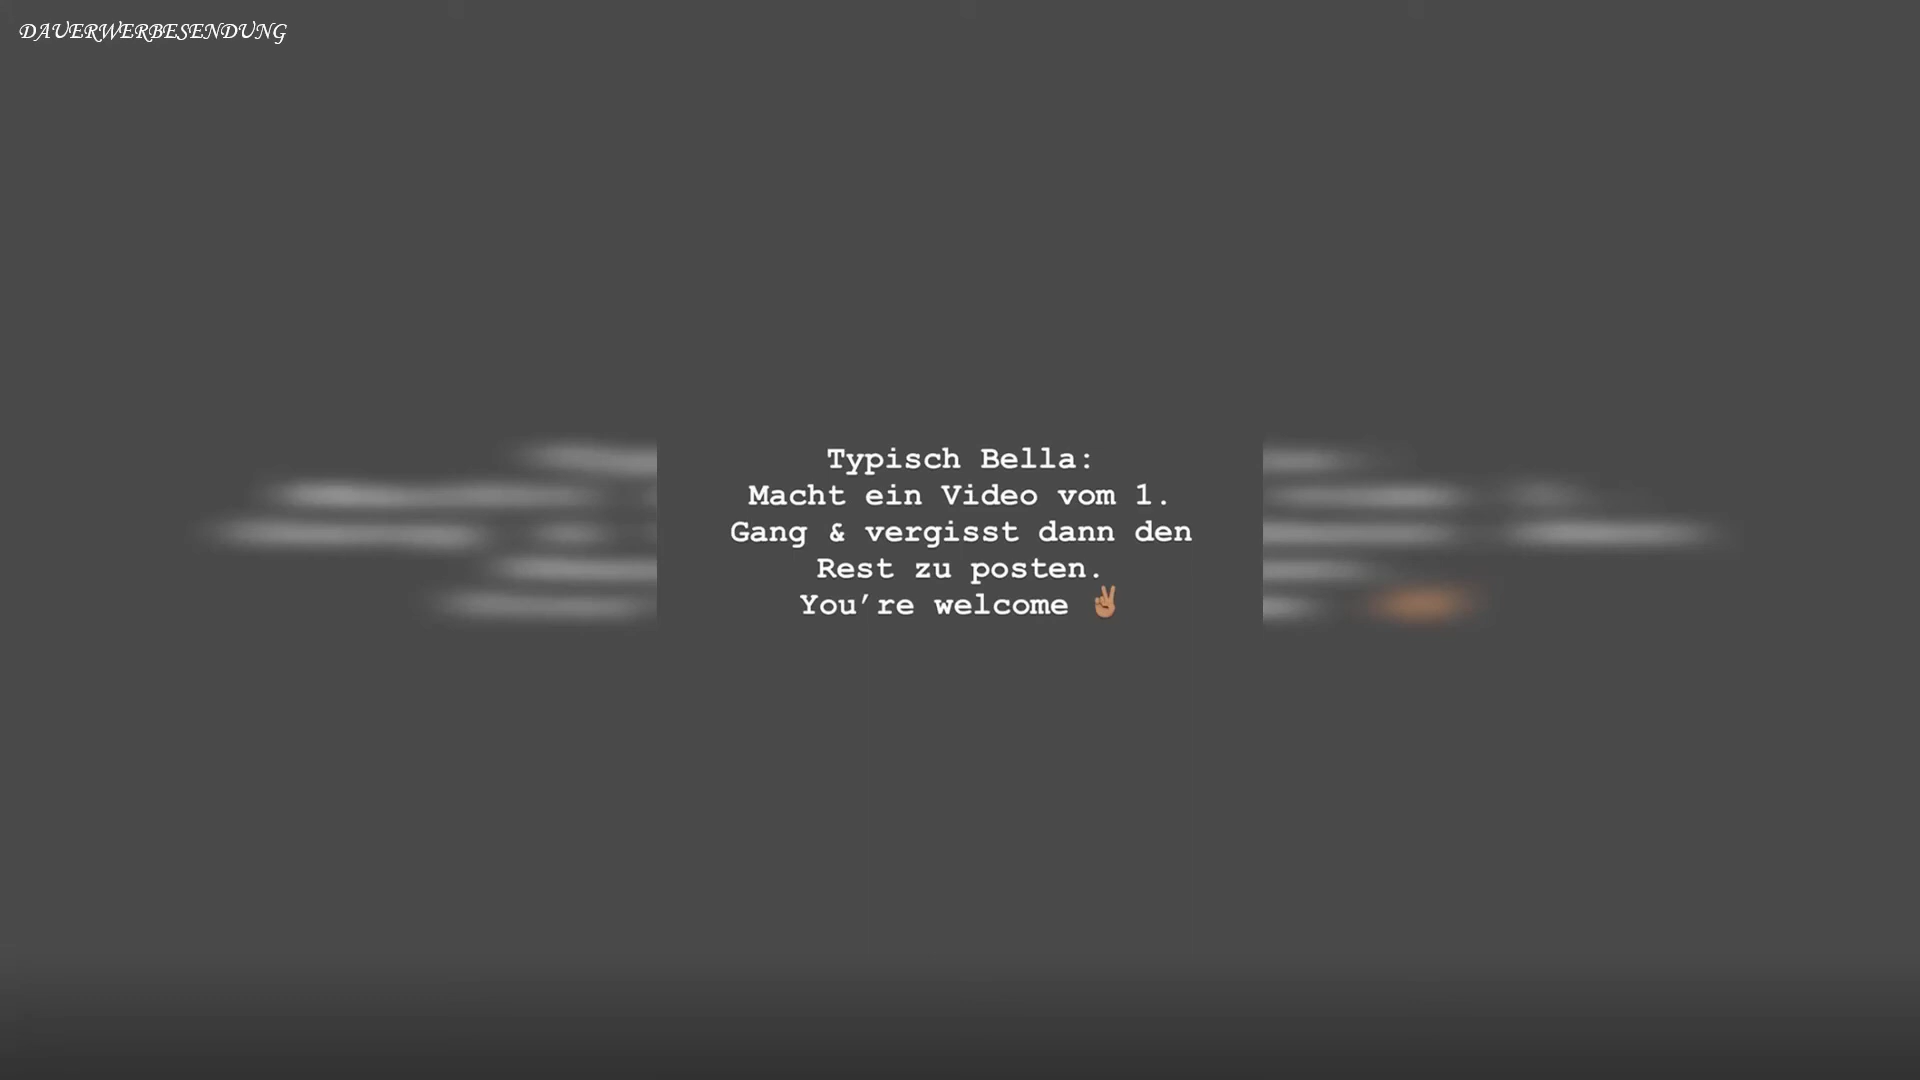 DAUERWERBESENDUNG
Typisch Bella:
Macht ein Video vom 1.
Gang & vergisst dann den
Rest zu posten.
You’re welcome ✌🏾